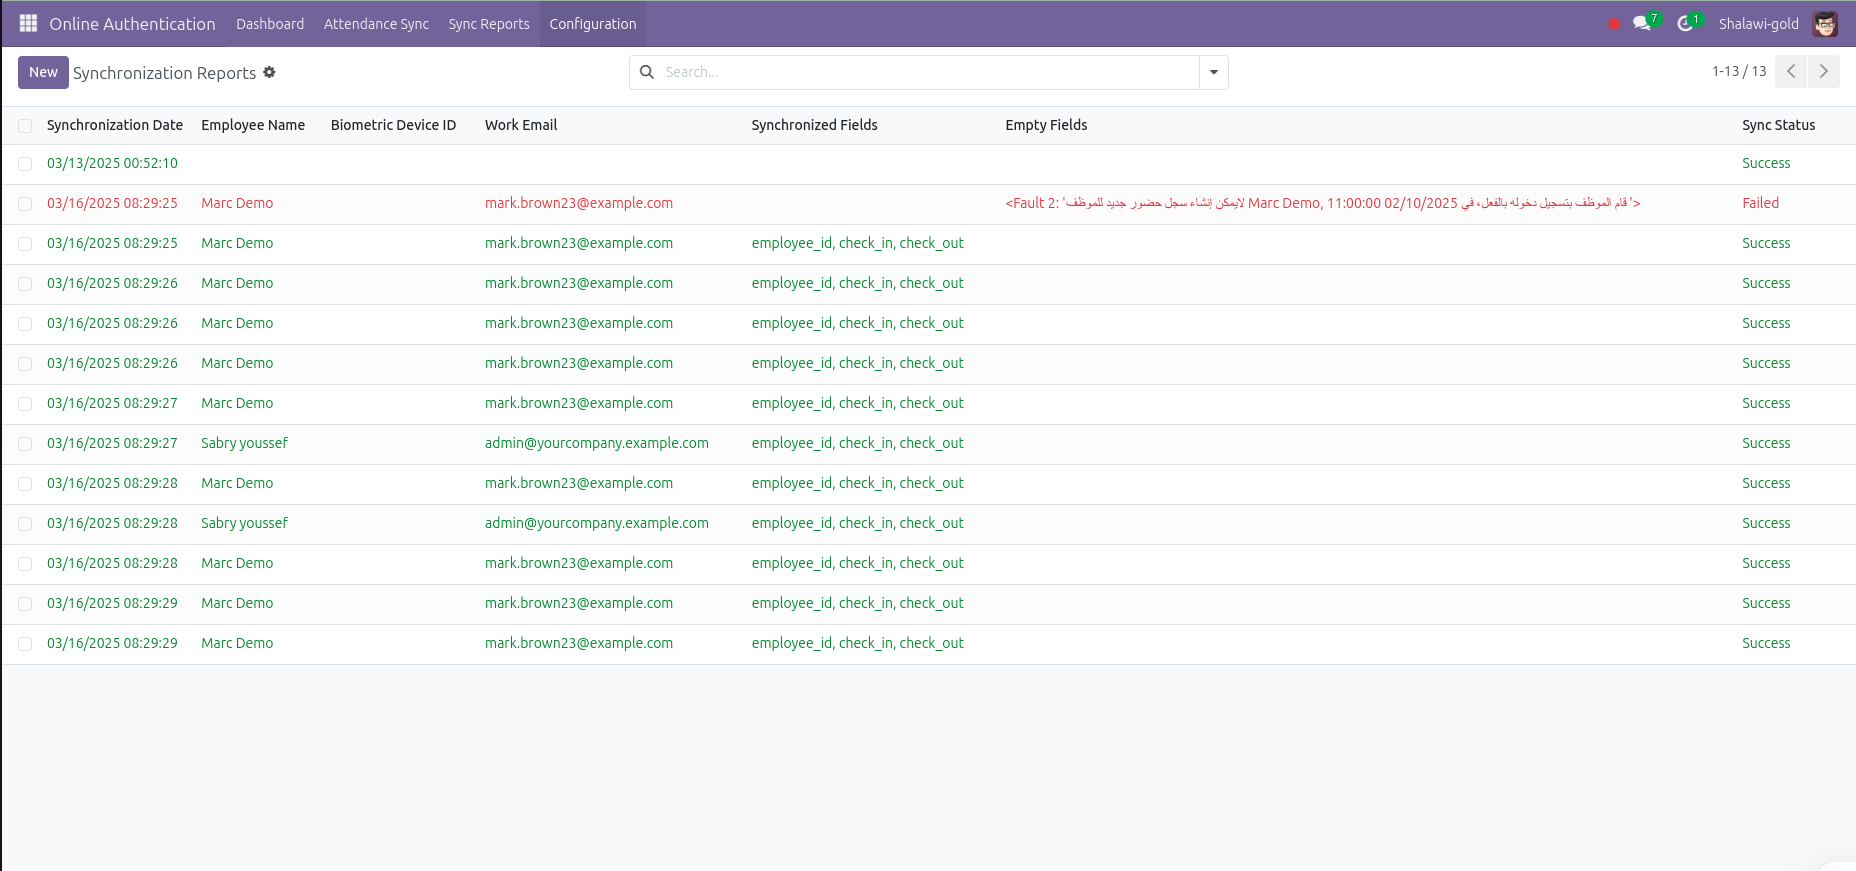 Online Authentication Dashboard Attendance Sync Sync Reports Configuration 7 1 Shalawi-gold
New Synchronization Reports Search... 1-13 / 13
Synchronization Date Employee Name Biometric Device ID Work Email Synchronized Fields Empty Fields Sync Status
03/13/2025 00:52:10 Success
03/16/2025 08:29:25 Marc Demo mark.brown23@example.com <Fault 2: 'لايمكن إنشاء سجل حضور جديد للموظف Marc Demo, قام الموظف بتسجيل دخوله بالفعل، في 02/10/2025 11:00:00 '> Failed
03/16/2025 08:29:25 Marc Demo mark.brown23@example.com employee_id, check_in, check_out Success
03/16/2025 08:29:26 Marc Demo mark.brown23@example.com employee_id, check_in, check_out Success
03/16/2025 08:29:26 Marc Demo mark.brown23@example.com employee_id, check_in, check_out Success
03/16/2025 08:29:26 Marc Demo mark.brown23@example.com employee_id, check_in, check_out Success
03/16/2025 08:29:27 Marc Demo mark.brown23@example.com employee_id, check_in, check_out Success
03/16/2025 08:29:27 Sabry youssef admin@yourcompany.example.com employee_id, check_in, check_out Success
03/16/2025 08:29:28 Marc Demo mark.brown23@example.com employee_id, check_in, check_out Success
03/16/2025 08:29:28 Sabry youssef admin@yourcompany.example.com employee_id, check_in, check_out Success
03/16/2025 08:29:28 Marc Demo mark.brown23@example.com employee_id, check_in, check_out Success
03/16/2025 08:29:29 Marc Demo mark.brown23@example.com employee_id, check_in, check_out Success
03/16/2025 08:29:29 Marc Demo mark.brown23@example.com employee_id, check_in, check_out Success